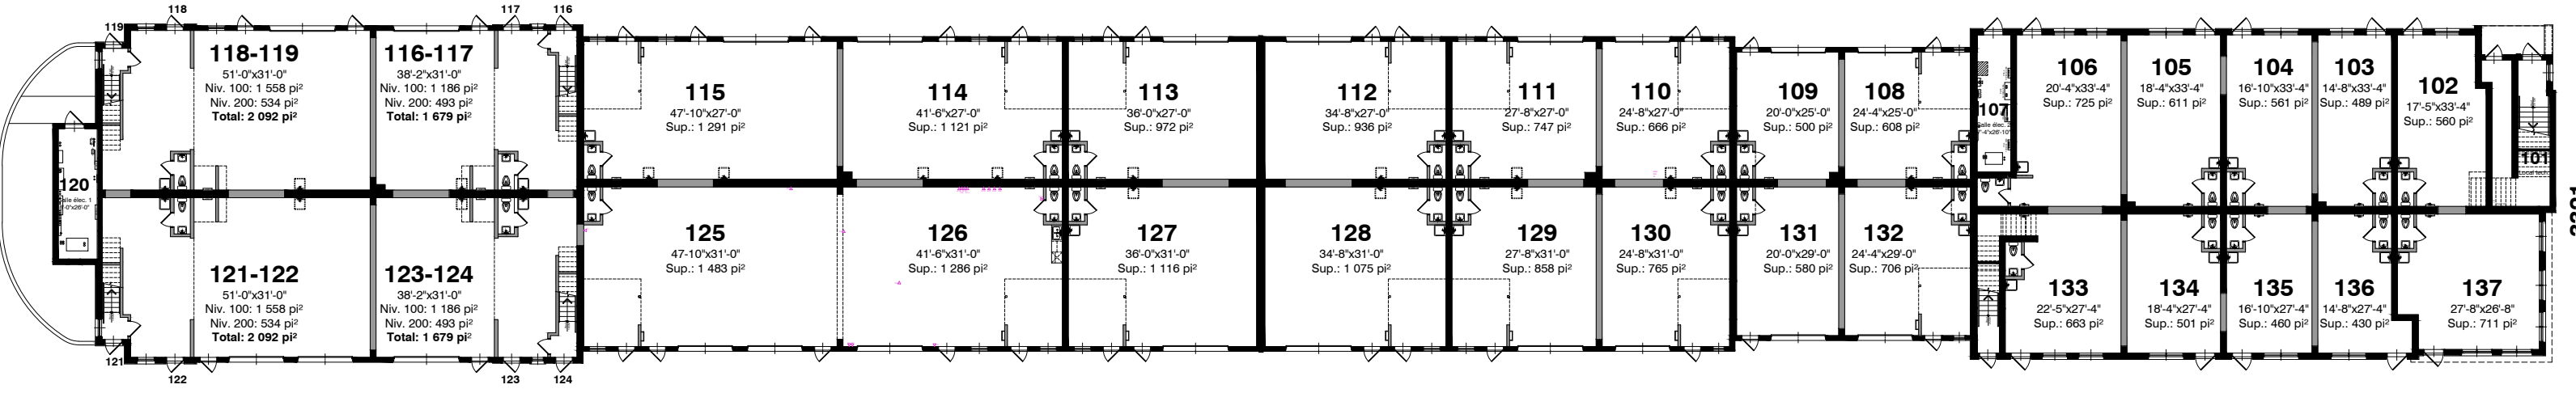 118
117
116
119
118-119
51'-0"x31'-0"
Niv. 100: 1 558 pi²
Niv. 200: 534 pi²
Total: 2 092 pi²
116-117
38'-2"x31'-0"
Niv. 100: 1 186 pi²
Niv. 200: 493 pi²
Total: 1 679 pi²
115
47'-10"x27'-0"
Sup.: 1 291 pi²
114
41'-6"x27'-0"
Sup.: 1 121 pi²
113
36'-0"x27'-0"
Sup.: 972 pi²
112
34'-8"x27'-0"
Sup.: 936 pi²
111
27'-8"x27'-0"
Sup.: 747 pi²
110
24'-8"x27'-0"
Sup.: 666 pi²
109
20'-0"x25'-0"
Sup.: 500 pi²
108
24'-4"x25'-0"
Sup.: 608 pi²
107
106
20'-4"x33'-4"
Sup.: 725 pi²
105
18'-4"x33'-4"
Sup.: 611 pi²
104
16'-10"x33'-4"
Sup.: 561 pi²
103
14'-8"x33'-4"
Sup.: 489 pi²
102
17'-5"x33'-4"
Sup.: 560 pi²
101
120
121-122
51'-0"x31'-0"
Niv. 100: 1 558 pi²
Niv. 200: 534 pi²
Total: 2 092 pi²
123-124
38'-2"x31'-0"
Niv. 100: 1 186 pi²
Niv. 200: 493 pi²
Total: 1 679 pi²
125
47-10"x31'-0"
Sup.: 1 483 pi²
126
41'-6"x31'-0"
Sup.: 1 286 pi²
127
36'-0"x31'-0"
Sup.: 1 116 pi²
128
34'-8"x31'-0"
Sup.: 1 075 pi²
129
27'-8"x31'-0"
Sup.: 858 pi²
130
24'-8"x31'-0"
Sup.: 765 pi²
131
20'-0"x29'-0"
Sup.: 580 pi²
132
24'-4"x29'-0"
Sup.: 706 pi²
133
22'-5"x27'-4"
Sup.: 663 pi²
134
18'-4"x27'-4"
Sup.: 501 pi²
135
16'-10"x27'-4"
Sup.: 460 pi²
136
14'-8"x27'-4"
Sup.: 430 pi²
137
27'-8"x26'-8"
Sup.: 711 pi²
121
122
123
124